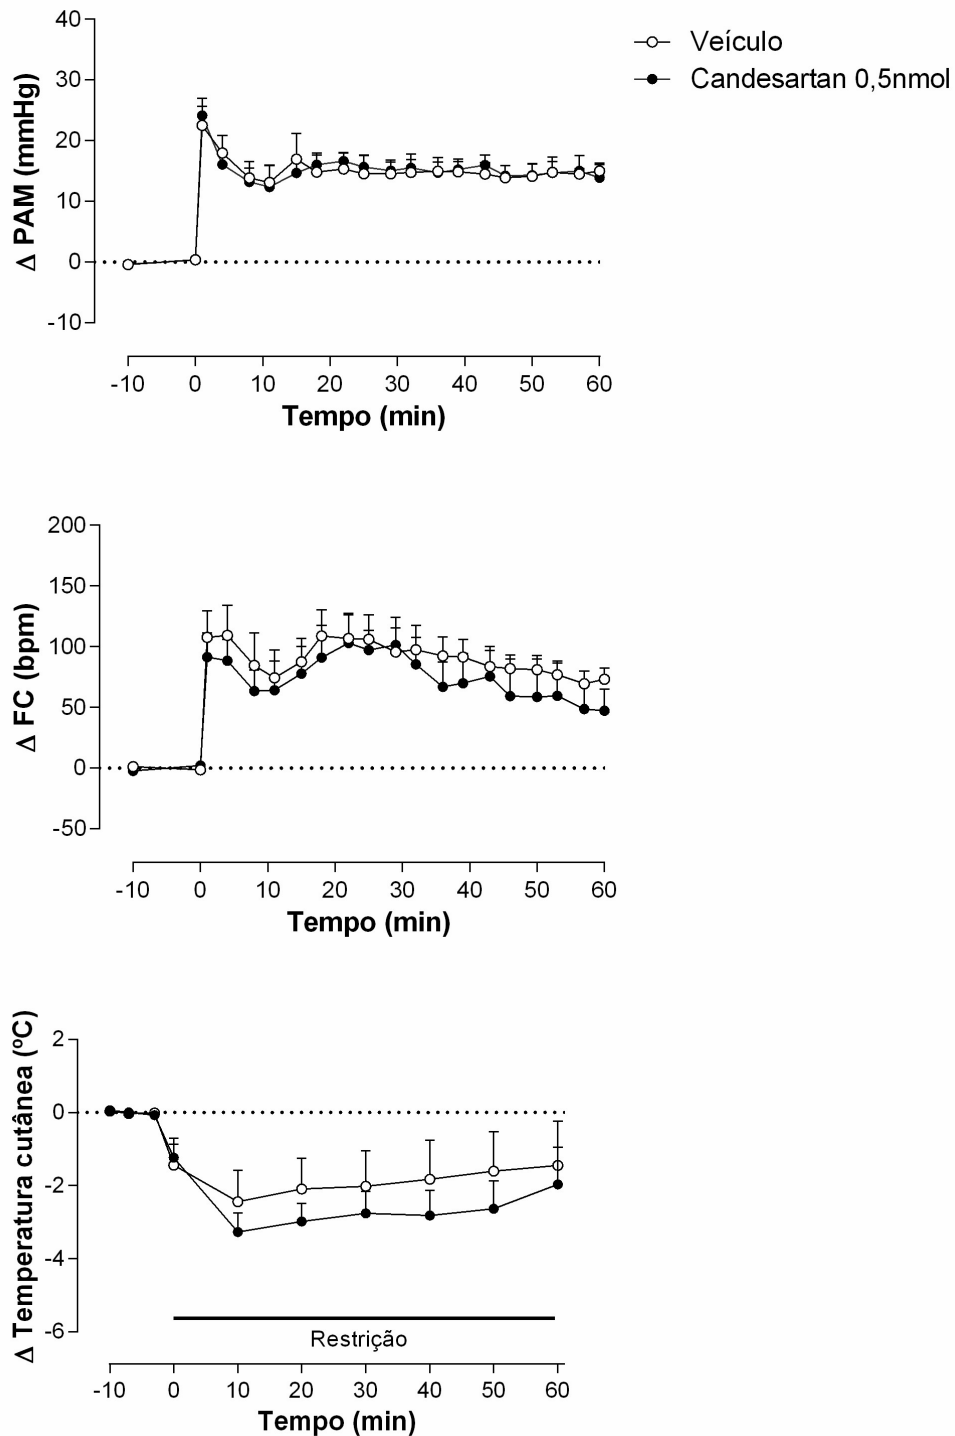 Veículo
Candesartan 0,5nmol
Δ PAM (mmHg)
40
30
20
10
0
-10
-10 0 10 20 30 40 50 60
Tempo (min)
Δ FC (bpm)
200
150
100
50
0
-50
-10 0 10 20 30 40 50 60
Tempo (min)
Δ Temperatura cutânea (ºC)
2
0
-2
-4
-6
Restrição
-10 0 10 20 30 40 50 60
Tempo (min)